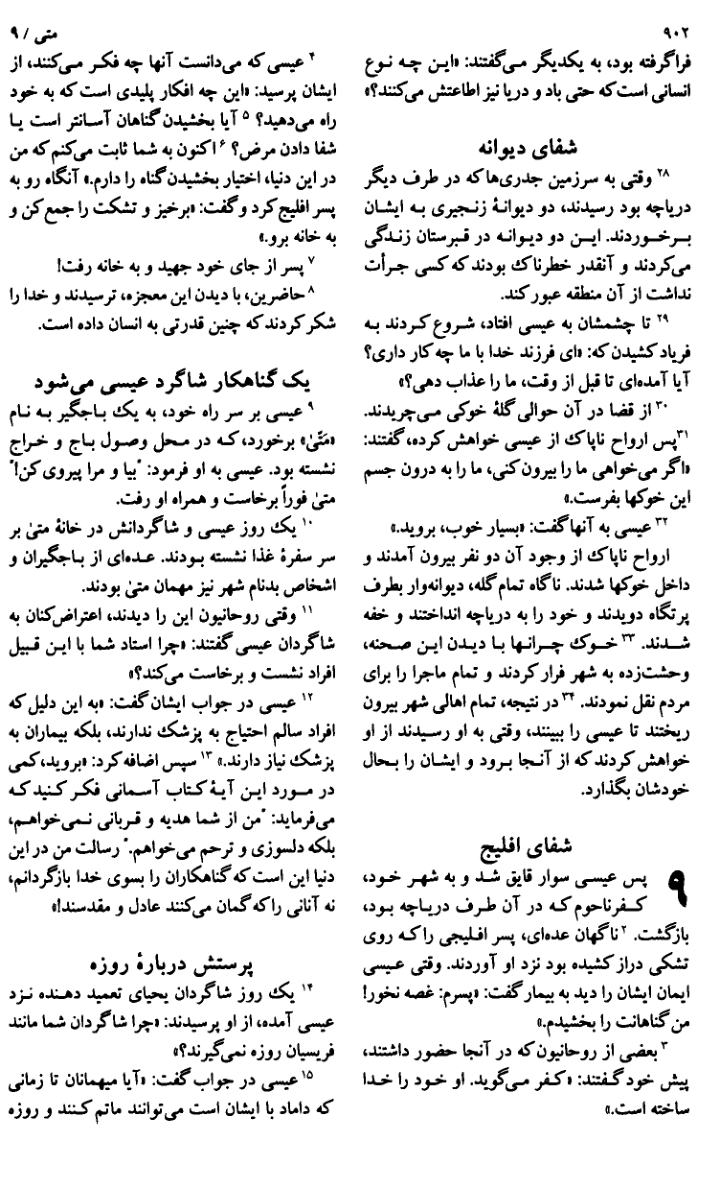 ۹۰۲
متی / ۹
فراگرفته بود، به یکدیگر می‌گفتند: «این چه نوع
انسانی است که حتی باد و دریا نیز اطاعتش می‌کنند؟»
شفای دیوانه
۲۸ وقتی به سرزمین جدری‌ها که در طرف دیگر
دریاچه بود رسیدند، دو دیوانهٔ زنجیری به ایشان
برخوردند. این دو دیوانه در قبرستان زندگی
می‌کردند و آنقدر خطرناک بودند که کسی جرأت
نداشت از آن منطقه عبور کند.
۲۹ تا چشمشان به عیسی افتاد، شروع کردند به
فریاد کشیدن که: «ای فرزند خدا با ما چه کار داری؟
آیا آمده‌ای تا قبل از وقت، ما را عذاب دهی؟»
۳۰ از قضا در آن حوالی گلهٔ خوکی می‌چریدند.
۳۱پس ارواح ناپاک از عیسی خواهش کرده، گفتند:
«اگر می‌خواهی ما را بیرون کنی، ما را به درون جسم
این خوکها بفرست.»
۳۲ عیسی به آنها گفت: «بسیار خوب، بروید.»
ارواح ناپاک از وجود آن دو نفر بیرون آمدند و
داخل خوکها شدند. ناگاه تمام گله، دیوانه‌وار بطرف
پرتگاه دویدند و خود را به دریاچه انداختند و خفه
شدند. ۳۳ خوک چرانها با دیدن این صحنه،
وحشت‌زده به شهر فرار کردند و تمام ماجرا را برای
مردم نقل نمودند. ۳۴ در نتیجه، تمام اهالی شهر بیرون
ریختند تا عیسی را ببینند، وقتی به او رسیدند از او
خواهش کردند که از آنجا برود و ایشان را بحال
خودشان بگذارد.
شفای افلیج
۹ پس عیسی سوار قایق شد و به شهر خود،
کفرناحوم که در آن طرف دریاچه بود،
بازگشت. ۲ ناگهان عده‌ای، پسر افلیجی را که روی
تشکی دراز کشیده بود نزد او آوردند. وقتی عیسی
ایمان ایشان را دید به بیمار گفت: «پسرم: غصه نخور!
من گناهانت را بخشیدم.»
۳ بعضی از روحانیون که در آنجا حضور داشتند،
پیش خود گفتند: «کفر می‌گوید. او خود را خدا
ساخته است.»
۴ عیسی که می‌دانست آنها چه فکر می‌کنند، از
ایشان پرسید: «این چه افکار پلیدی است که به خود
راه می‌دهید؟ ۵ آیا بخشیدن گناهان آسانتر است یا
شفا دادن مرض؟ ۶ اکنون به شما ثابت می‌کنم که من
در این دنیا، اختیار بخشیدن گناه را دارم.» آنگاه رو به
پسر افلیج کرد و گفت: «برخیز و تشکت را جمع کن و
به خانه برو.»
۷ پسر از جای خود جهید و به خانه رفت!
۸ حاضرین، با دیدن این معجزه، ترسیدند و خدا را
شکر کردند که چنین قدرتی به انسان داده است.
یک گناهکار شاگرد عیسی می‌شود
۹ عیسی بر سر راه خود، به یک باجگیر به نام
«مَتّیٰ» برخورد، که در محل وصول باج و خراج
نشسته بود. عیسی به او فرمود: "بیا و مرا پیروی کن!"
متیٰ فوراً برخاست و همراه او رفت.
۱۰ یک روز عیسی و شاگردانش در خانهٔ متیٰ بر
سر سفرهٔ غذا نشسته بودند. عده‌ای از باجگیران و
اشخاص بدنام شهر نیز مهمان متیٰ بودند.
۱۱ وقتی روحانیون این را دیدند، اعتراض‌کنان به
شاگردان عیسی گفتند: «چرا استاد شما با این قبیل
افراد نشست و برخاست می‌کند؟»
۱۲ عیسی در جواب ایشان گفت: «به این دلیل که
افراد سالم احتیاج به پزشک ندارند، بلکه بیماران به
پزشک نیاز دارند.» ۱۳ سپس اضافه کرد: «بروید، کمی
در مورد این آیهٔ کتاب آسمانی فکر کنید که
می‌فرماید: "من از شما هدیه و قربانی نمی‌خواهم،
بلکه دلسوزی و ترحم می‌خواهم." رسالت من در این
دنیا این است که گناهکاران را بسوی خدا بازگردانم،
نه آنانی را که گمان می‌کنند عادل و مقدسند!»
پرستش دربارهٔ روزه
۱۴ یک روز شاگردان یحیای تعمید دهنده نزد
عیسی آمده، از او پرسیدند: «چرا شاگردان شما مانند
فریسیان روزه نمی‌گیرند؟»
۱۵ عیسی در جواب گفت: «آیا میهمانان تا زمانی
که داماد با ایشان است می‌توانند ماتم کنند و روزه